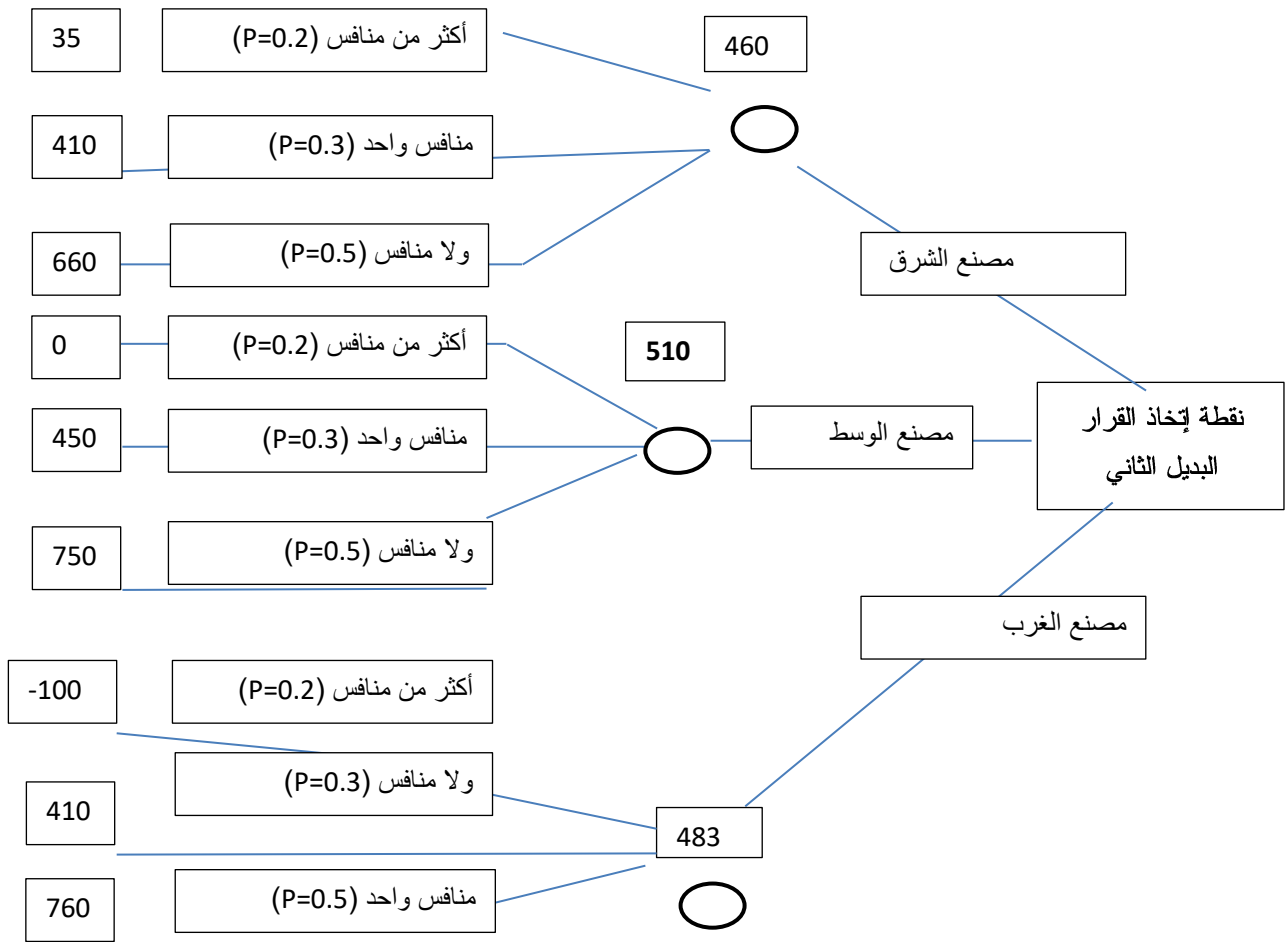 460
أكثر من منافس (P=0.2)
35
منافس واحد (P=0.3)
410
مصنع الشرق
ولا منافس (P=0.5)
660
510
أكثر من منافس (P=0.2)
0
نقطة إتخاذ القرار
البديل الثاني
مصنع الوسط
منافس واحد (P=0.3)
450
ولا منافس (P=0.5)
750
مصنع الغرب
أكثر من منافس (P=0.2)
-100
ولا منافس (P=0.3)
410
483
منافس واحد (P=0.5)
760